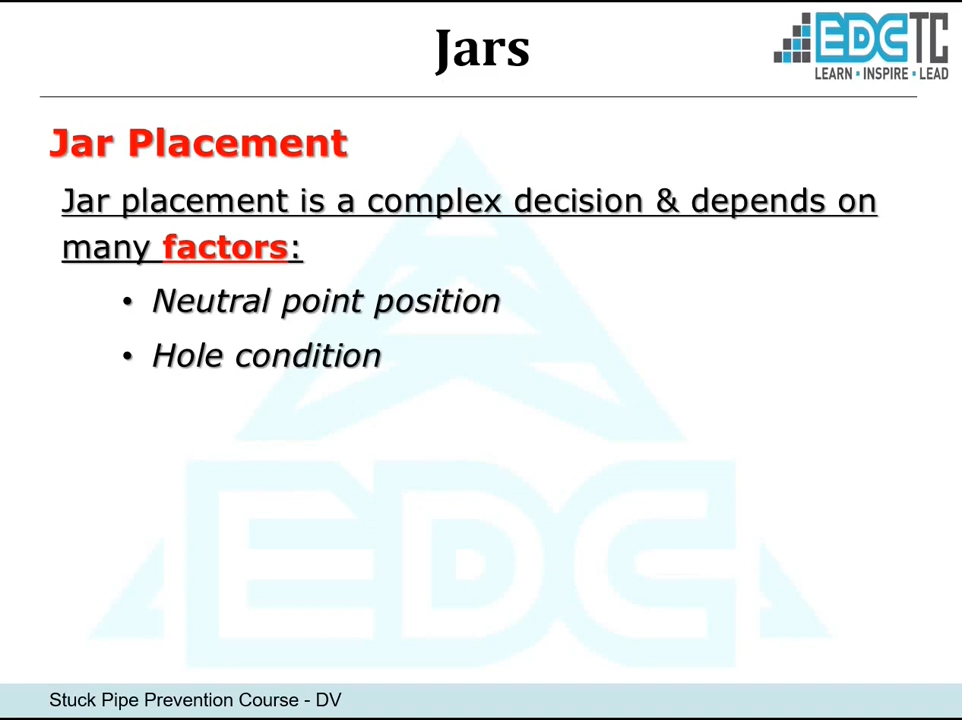 Jars
EDCTC
LEARN ▪ INSPIRE ▪ LEAD
Jar Placement
Jar placement is a complex decision & depends on
many factors:
• Neutral point position
• Hole condition
EDC
Stuck Pipe Prevention Course - DV